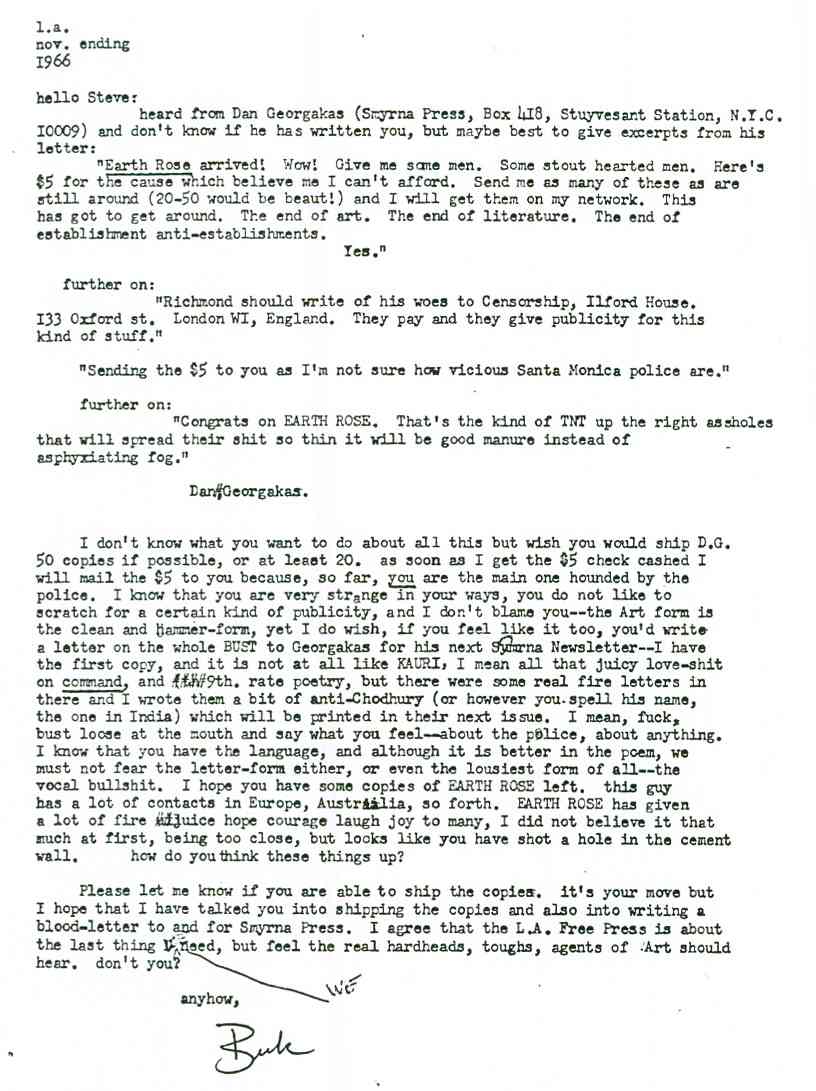 l.a.
nov. ending
I966
hello Steve:
heard from Dan Georgakas (Smyrna Press, Box 4I8, Stuyvesant Station, N.Y.C.
I0009) and don't know if he has written you, but maybe best to give excerpts from his
letter:
"Earth Rose arrived! Wow! Give me some men. Some stout hearted men. Here's
$5 for the cause which believe me I can't afford. Send me as many of these as are
still around (20-50 would be beaut!) and I will get them on my network. This
has got to get around. The end of art. The end of literature. The end of
establishment anti-establishments.
Yes."
further on:
"Richmond should write of his woes to Censorship, Ilford House.
I33 Oxford st. London WI, England. They pay and they give publicity for this
kind of stuff."
"Sending the $5 to you as I'm not sure how vicious Santa Monica police are."
further on:
"Congrats on EARTH ROSE. That's the kind of TNT up the right assholes
that will spread their shit so thin it will be good manure instead of
asphyxiating fog."
Dan Georgakas.
I don't know what you want to do about all this but wish you would ship D.G.
50 copies if possible, or at least 20. as soon as I get the $5 check cashed I
will mail the $5 to you because, so far, you are the main one hounded by the
police. I know that you are very strange in your ways, you do not like to
scratch for a certain kind of publicity, and I don't blame you--the Art form is
the clean and hammer-form, yet I do wish, if you feel like it too, you'd write
a letter on the whole BUST to Georgakas for his next Smyrna Newsletter--I have
the first copy, and it is not at all like KAURI, I mean all that juicy love-shit
on command, and 9th. rate poetry, but there were some real fire letters in
there and I wrote them a bit of anti-Chodhury (or however you spell his name,
the one in India) which will be printed in their next issue. I mean, fuck,
bust loose at the mouth and say what you feel--about the police, about anything.
I know that you have the language, and although it is better in the poem, we
must not fear the letter-form either, or even the lousiest form of all--the
vocal bullshit. I hope you have some copies of EARTH ROSE left. this guy
has a lot of contacts in Europe, Australia, so forth. EARTH ROSE has given
a lot of fire juice hope courage laugh joy to many, I did not believe it that
much at first, being too close, but looks like you have shot a hole in the cement
wall. how do you think these things up?
Please let me know if you are able to ship the copies. it's your move but
I hope that I have talked you into shipping the copies and also into writing a
blood-letter to and for Smyrna Press. I agree that the L.A. Free Press is about
the last thing we need, but feel the real hardheads, toughs, agents of Art should
hear. don't you?
anyhow,
Buk